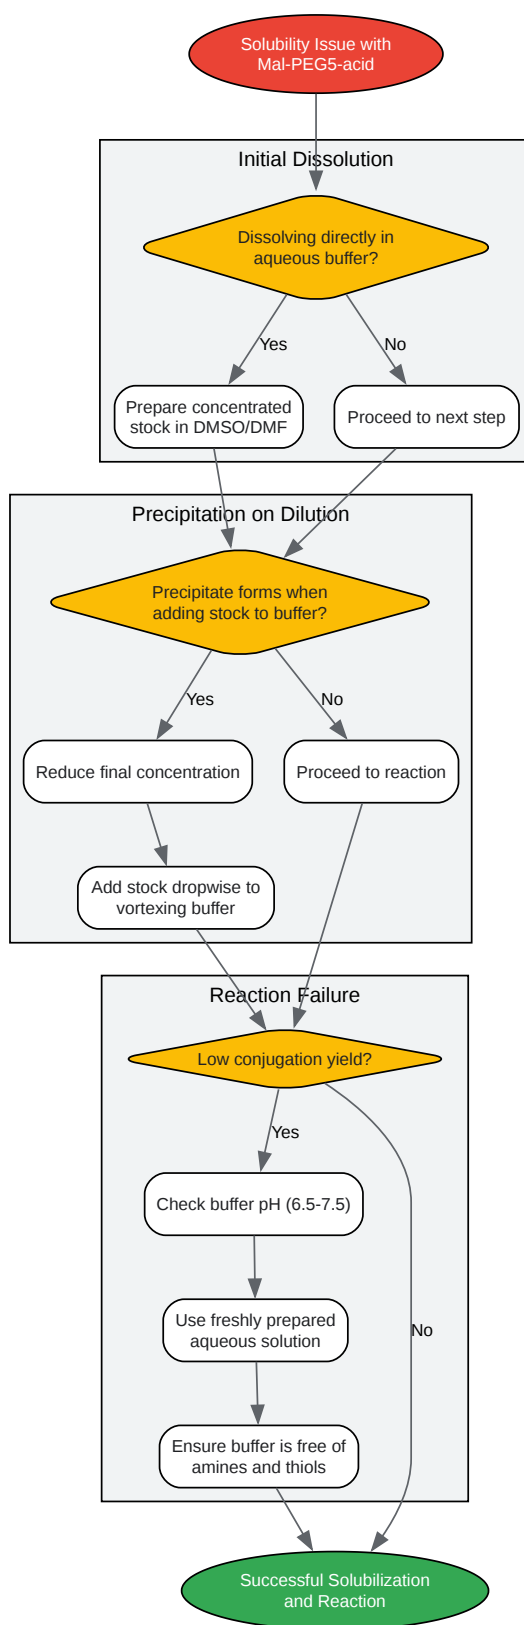 Solubility Issue with
Mal-PEG5-acid
Initial Dissolution
Dissolving directly in
aqueous buffer?
Yes
No
Prepare concentrated
stock in DMSO/DMF
Proceed to next step
Precipitation on Dilution
Precipitate forms when
adding stock to buffer?
Yes
No
Reduce final concentration
Proceed to reaction
Add stock dropwise to
vortexing buffer
Reaction Failure
Low conjugation yield?
Yes
Check buffer pH (6.5-7.5)
Use freshly prepared
aqueous solution
No
Ensure buffer is free of
amines and thiols
Successful Solubilization
and Reaction